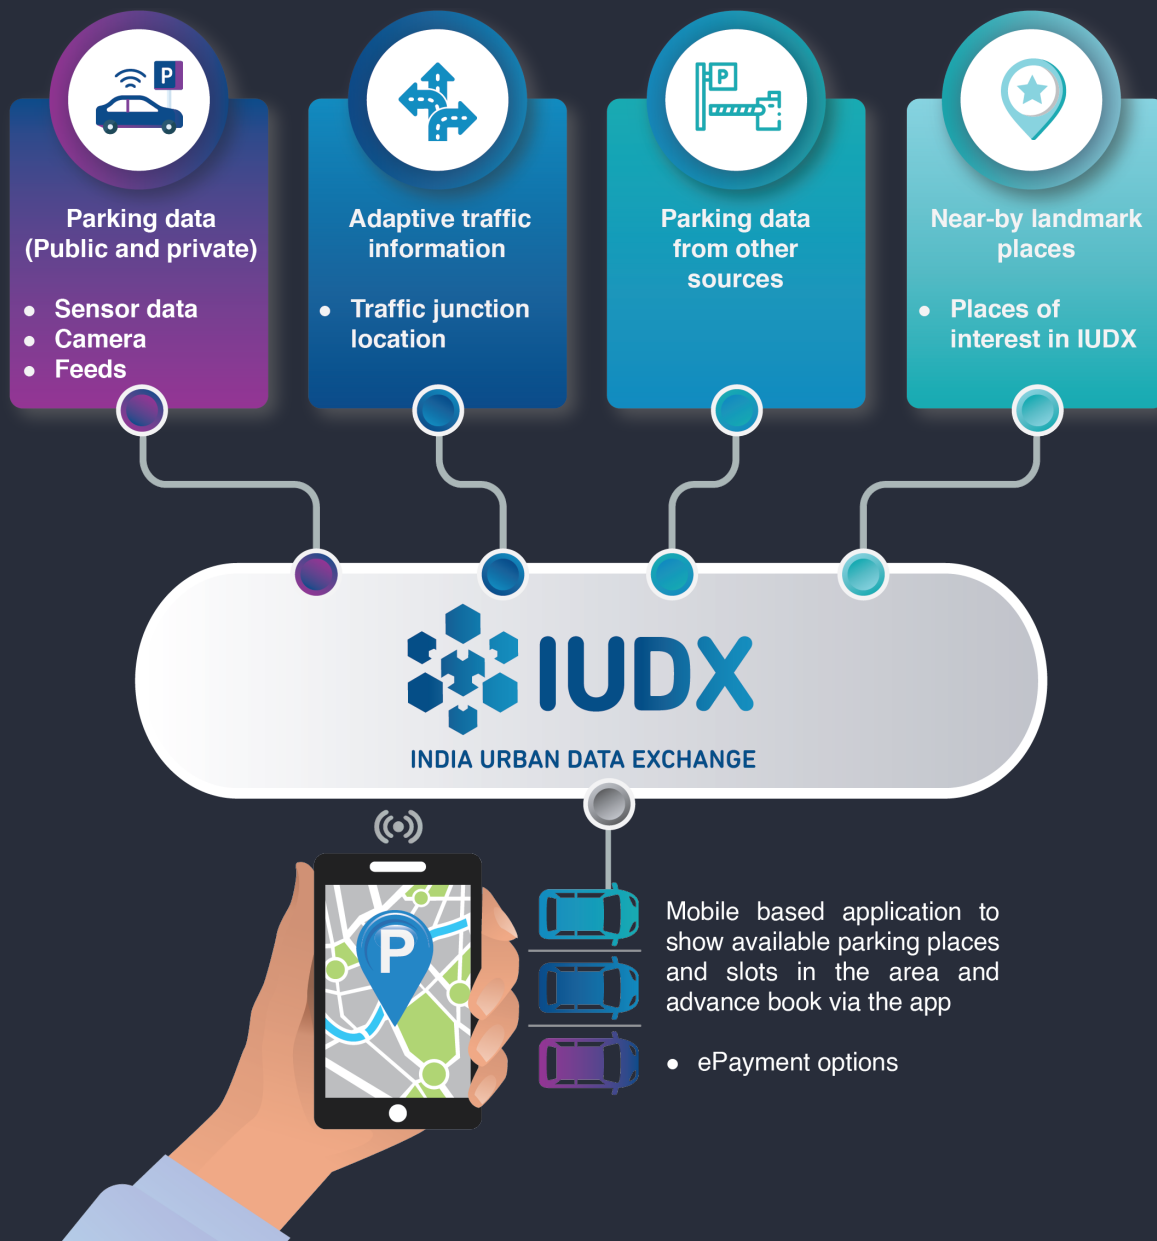 P
P
Parking data
(Public and private)
● Sensor data
● Camera
● Feeds
Adaptive traffic
information
● Traffic junction
location
Parking data
from other
sources
Near-by landmark
places
● Places of
interest in IUDX
IUDX
INDIA URBAN DATA EXCHANGE
P
Mobile based application to
show available parking places
and slots in the area and
advance book via the app
● ePayment options